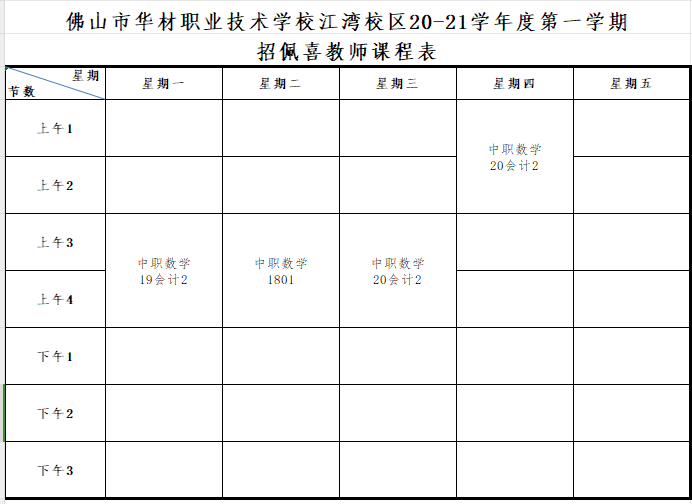 佛山市华材职业技术学校江湾校区20-21学年度第一学期
招佩喜教师课程表
星期
节数
星期一
星期二
星期三
星期四
星期五
上午1
中职数学
20会计2
上午2
上午3
中职数学
19会计2
中职数学
1801
中职数学
20会计2
上午4
下午1
下午2
下午3